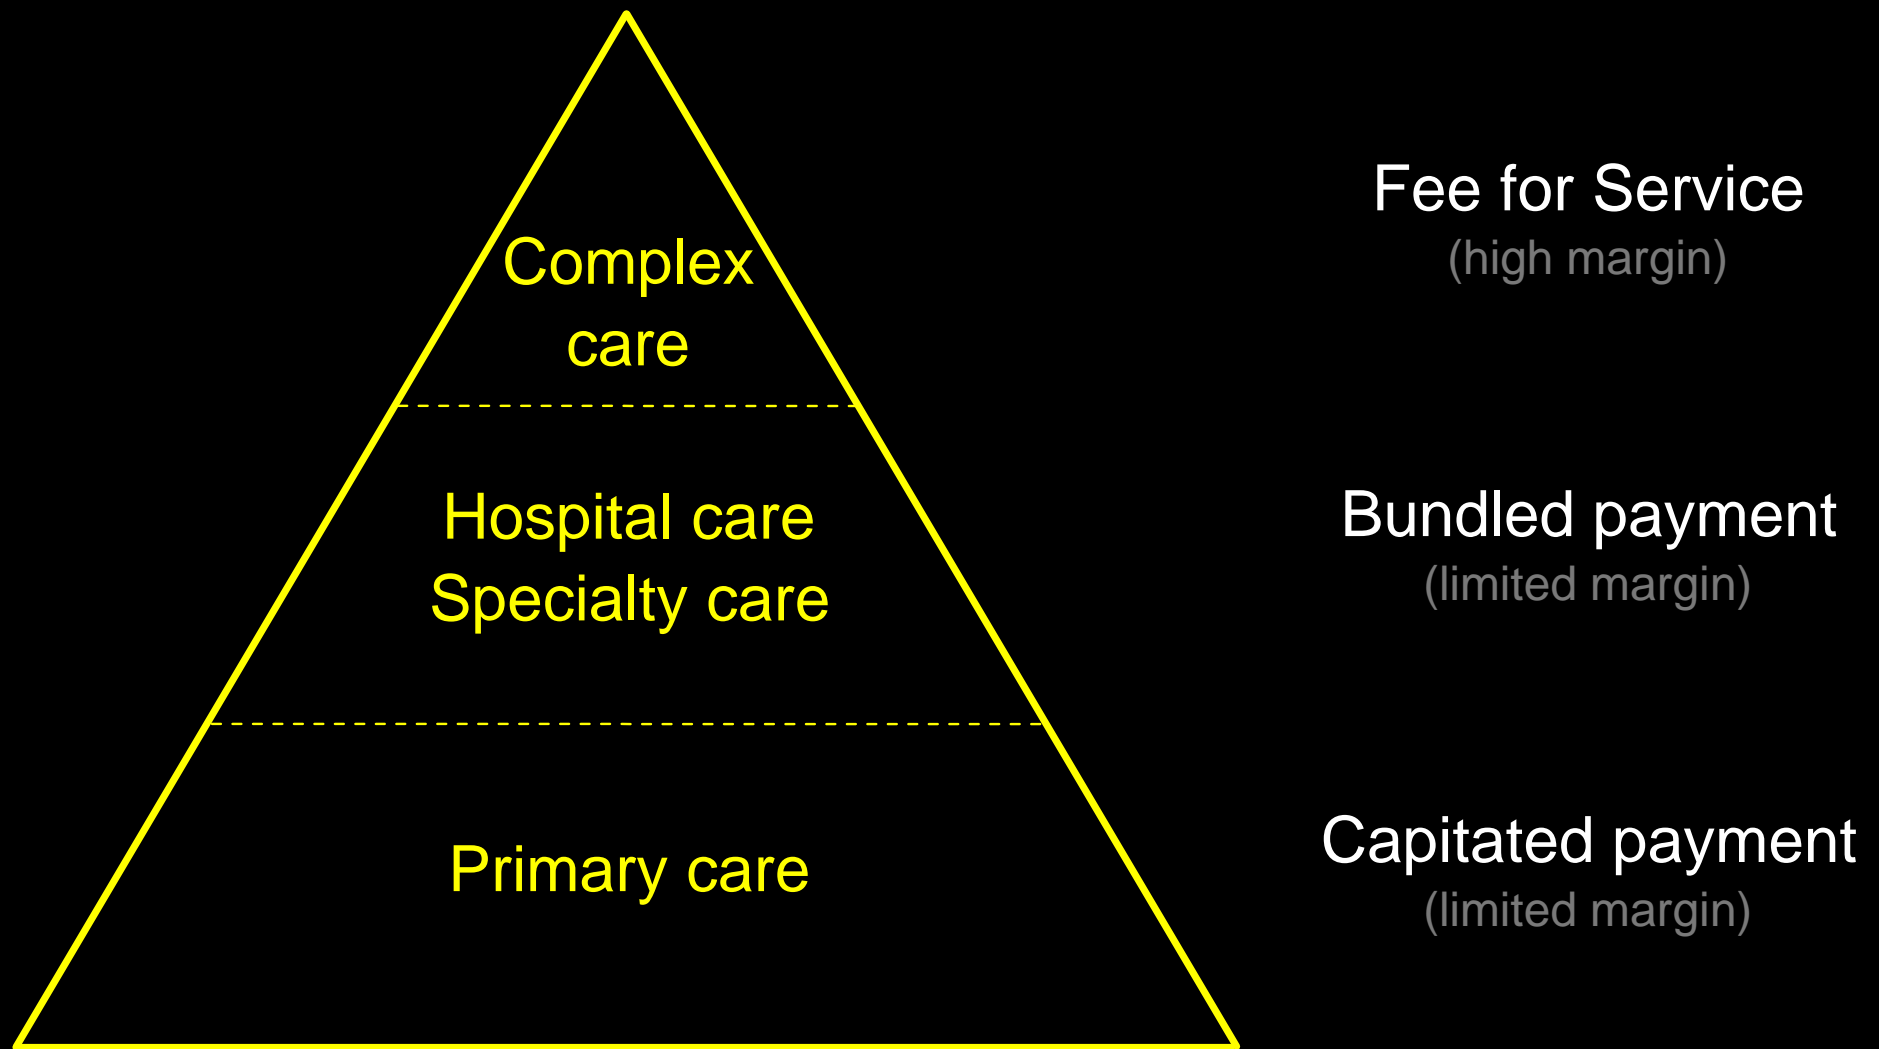 Complex
care
Fee for Service
(high margin)
Hospital care
Specialty care
Bundled payment
(limited margin)
Primary care
Capitated payment
(limited margin)